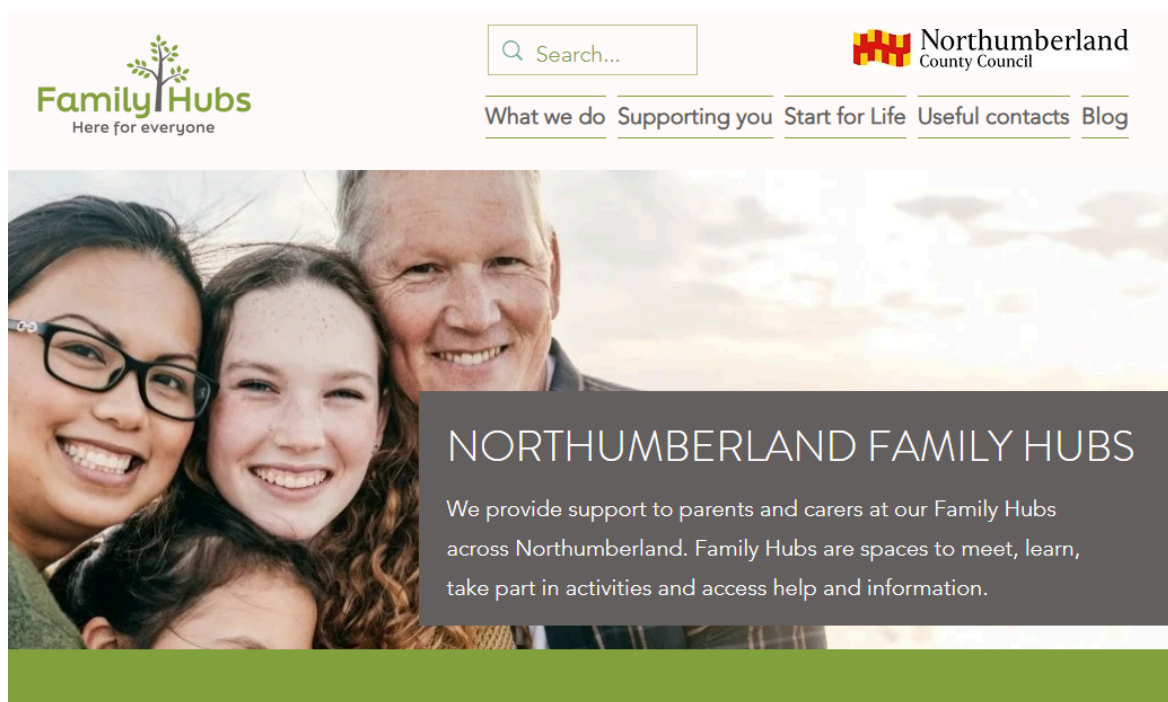 Family Hubs
Here for everyone
Search...
Northumberland
County Council
What we do Supporting you Start for Life Useful contacts Blog
NORTHUMBERLAND FAMILY HUBS
We provide support to parents and carers at our Family Hubs
across Northumberland. Family Hubs are spaces to meet, learn,
take part in activities and access help and information.